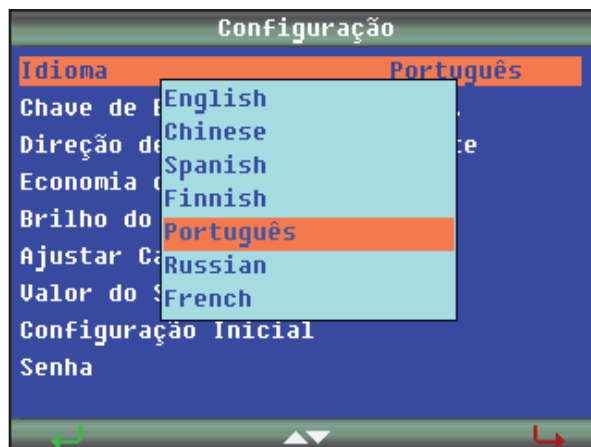 Configuração
Idioma Português
Chave de
Direção de
Economia
Brilho do
Ajustar
Valor do
Configuração Inicial
Senha
English
Chinese
Spanish
Finnish
Português
Russian
French